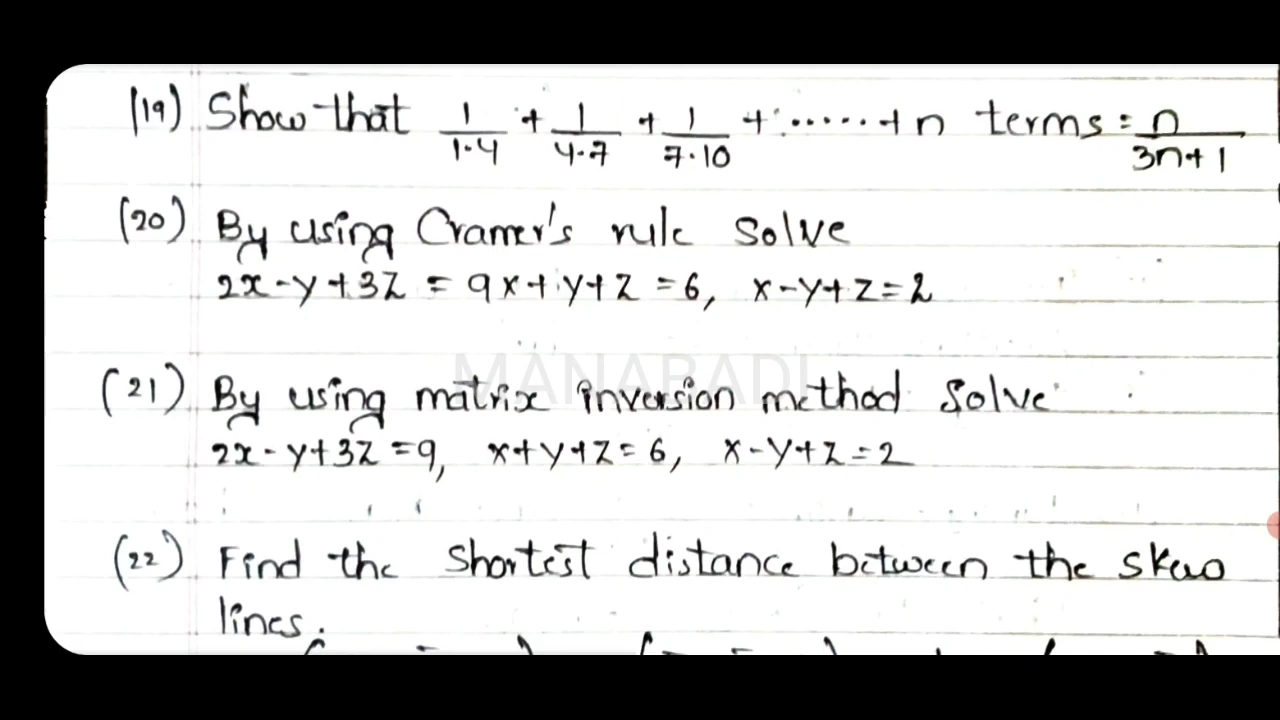 (19) Show that 1/1·4 + 1/4·7 + 1/7·10 + ...... + n terms = n/3n+1
(20) By using Cramer's rule solve
2x-y+3z = 9x+y+z = 6, x-y+z=2
MANABADI
(21) By using matrix inversion method solve
2x-y+3z=9, x+y+z=6, x-y+z=2
(22) Find the shortest distance between the skew
lines.